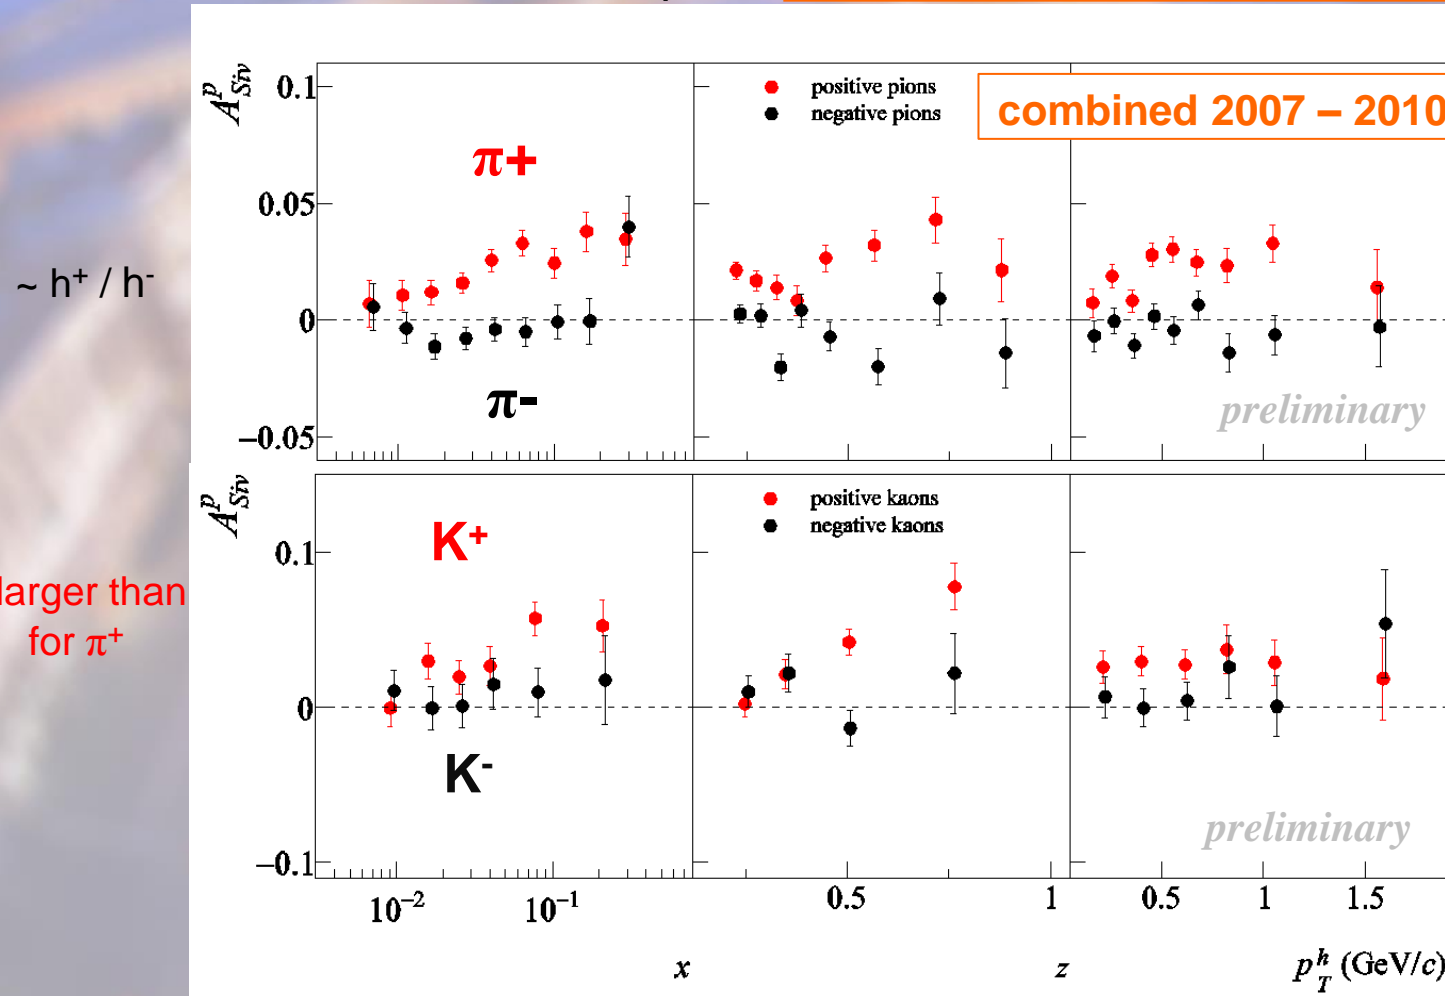 0.1
A^p_Siv
positive pions
negative pions
combined 2007 – 2010
π+
0.05
~ h⁺ / h⁻
0
π-
preliminary
−0.05
A^p_Siv
positive kaons
negative kaons
K⁺
0.1
larger than
for π⁺
0
K⁻
preliminary
−0.1
10⁻² 10⁻¹ 0.5 1 0.5 1 1.5
x z p_T^h (GeV/c)